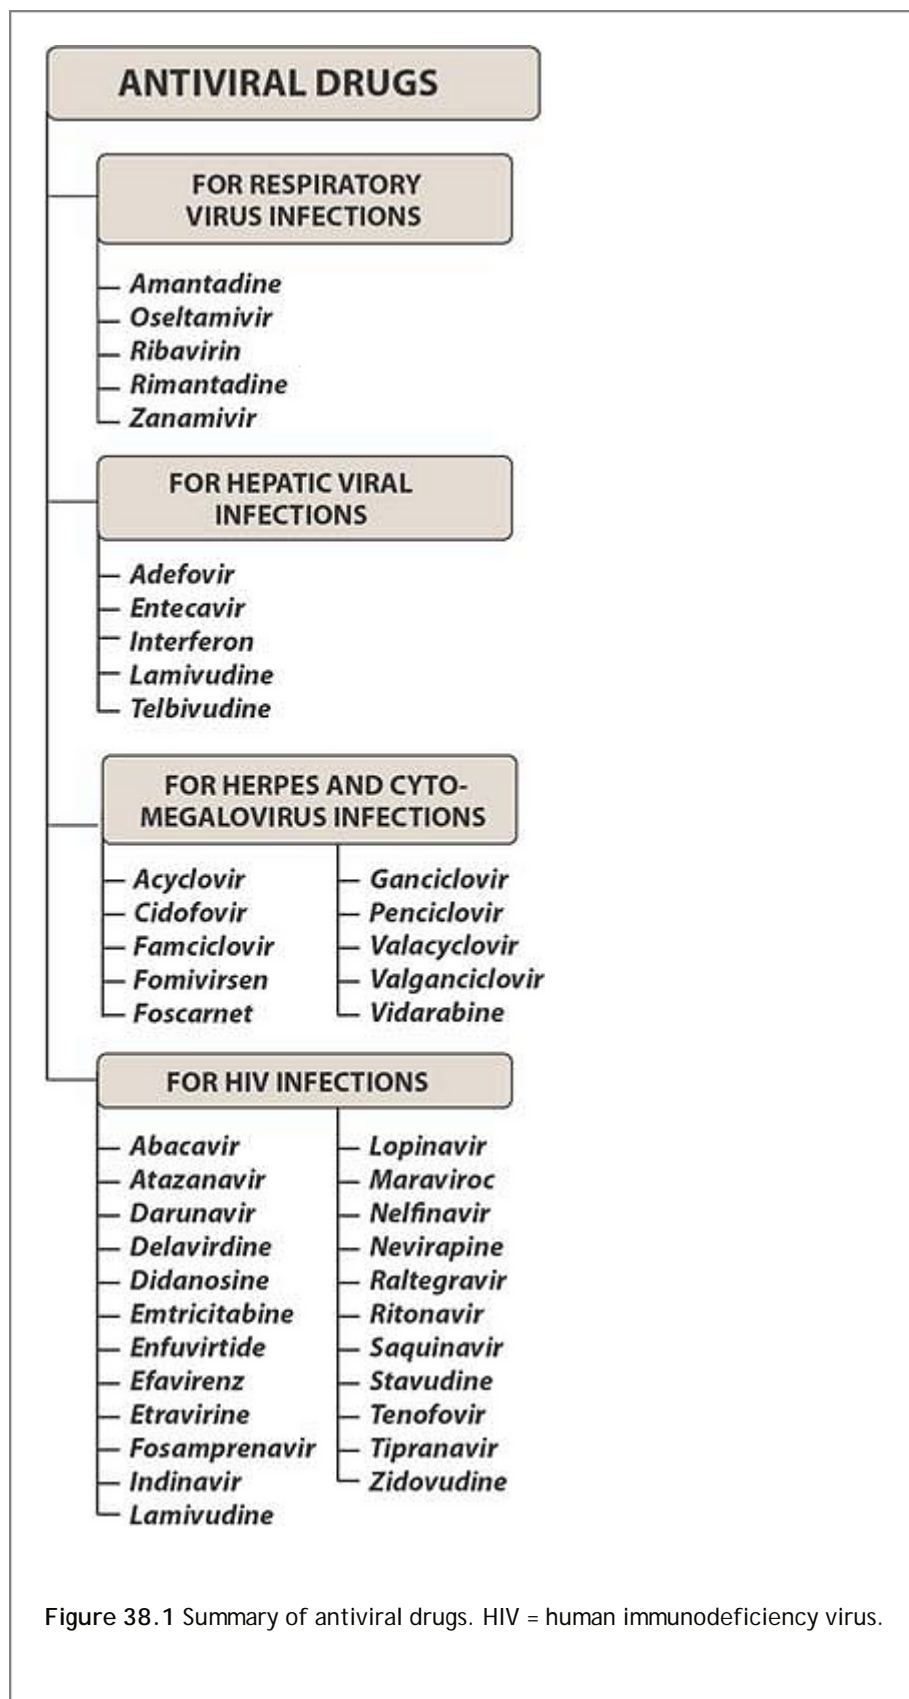 ANTIVIRAL DRUGS
FOR RESPIRATORY
VIRUS INFECTIONS
Amantadine
Oseltamivir
Ribavirin
Rimantadine
Zanamivir
FOR HEPATIC VIRAL
INFECTIONS
Adefovir
Entecavir
Interferon
Lamivudine
Telbivudine
FOR HERPES AND CYTO-
MEGALOVIRUS INFECTIONS
Acyclovir
Cidofovir
Famciclovir
Fomivirsen
Foscarnet
Ganciclovir
Penciclovir
Valacyclovir
Valganciclovir
Vidarabine
FOR HIV INFECTIONS
Abacavir
Atazanavir
Darunavir
Delavirdine
Didanosine
Emtricitabine
Enfuvirtide
Efavirenz
Etravirine
Fosamprenavir
Indinavir
Lamivudine
Lopinavir
Maraviroc
Nelfinavir
Nevirapine
Raltegravir
Ritonavir
Saquinavir
Stavudine
Tenofovir
Tipranavir
Zidovudine
Figure 38.1 Summary of antiviral drugs. HIV = human immunodeficiency virus.